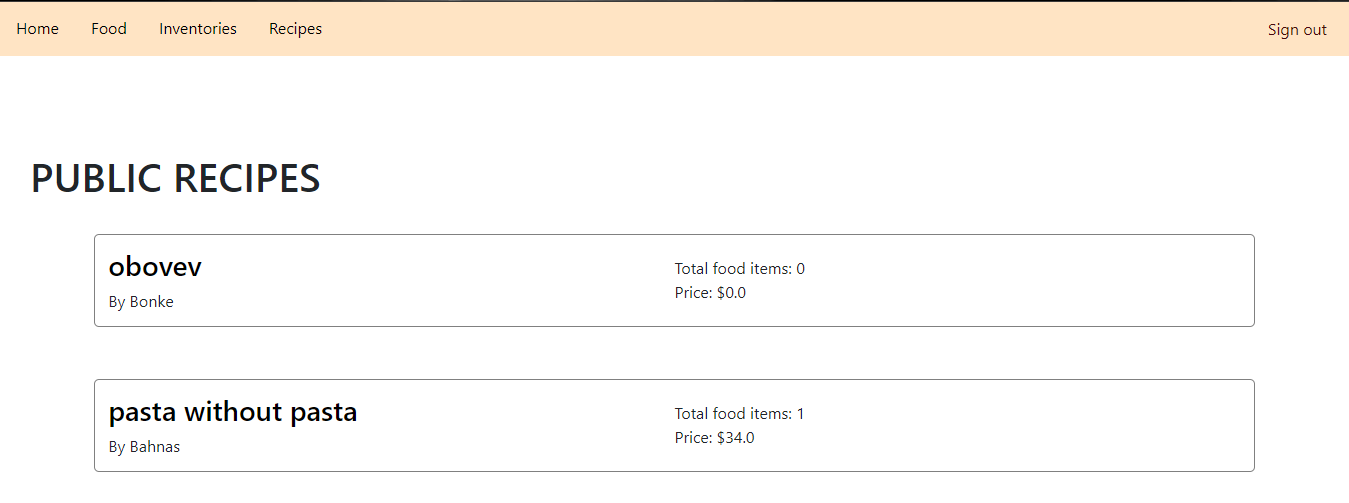 Home Food Inventories Recipes Sign out
PUBLIC RECIPES
obovev
By Bonke
Total food items: 0
Price: $0.0
pasta without pasta
By Bahnas
Total food items: 1
Price: $34.0